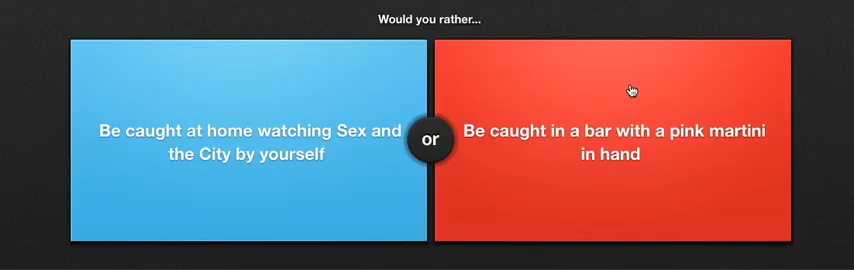 Would you rather...
Be caught at home watching Sex and
the City by yourself
or
Be caught in a bar with a pink martini
in hand